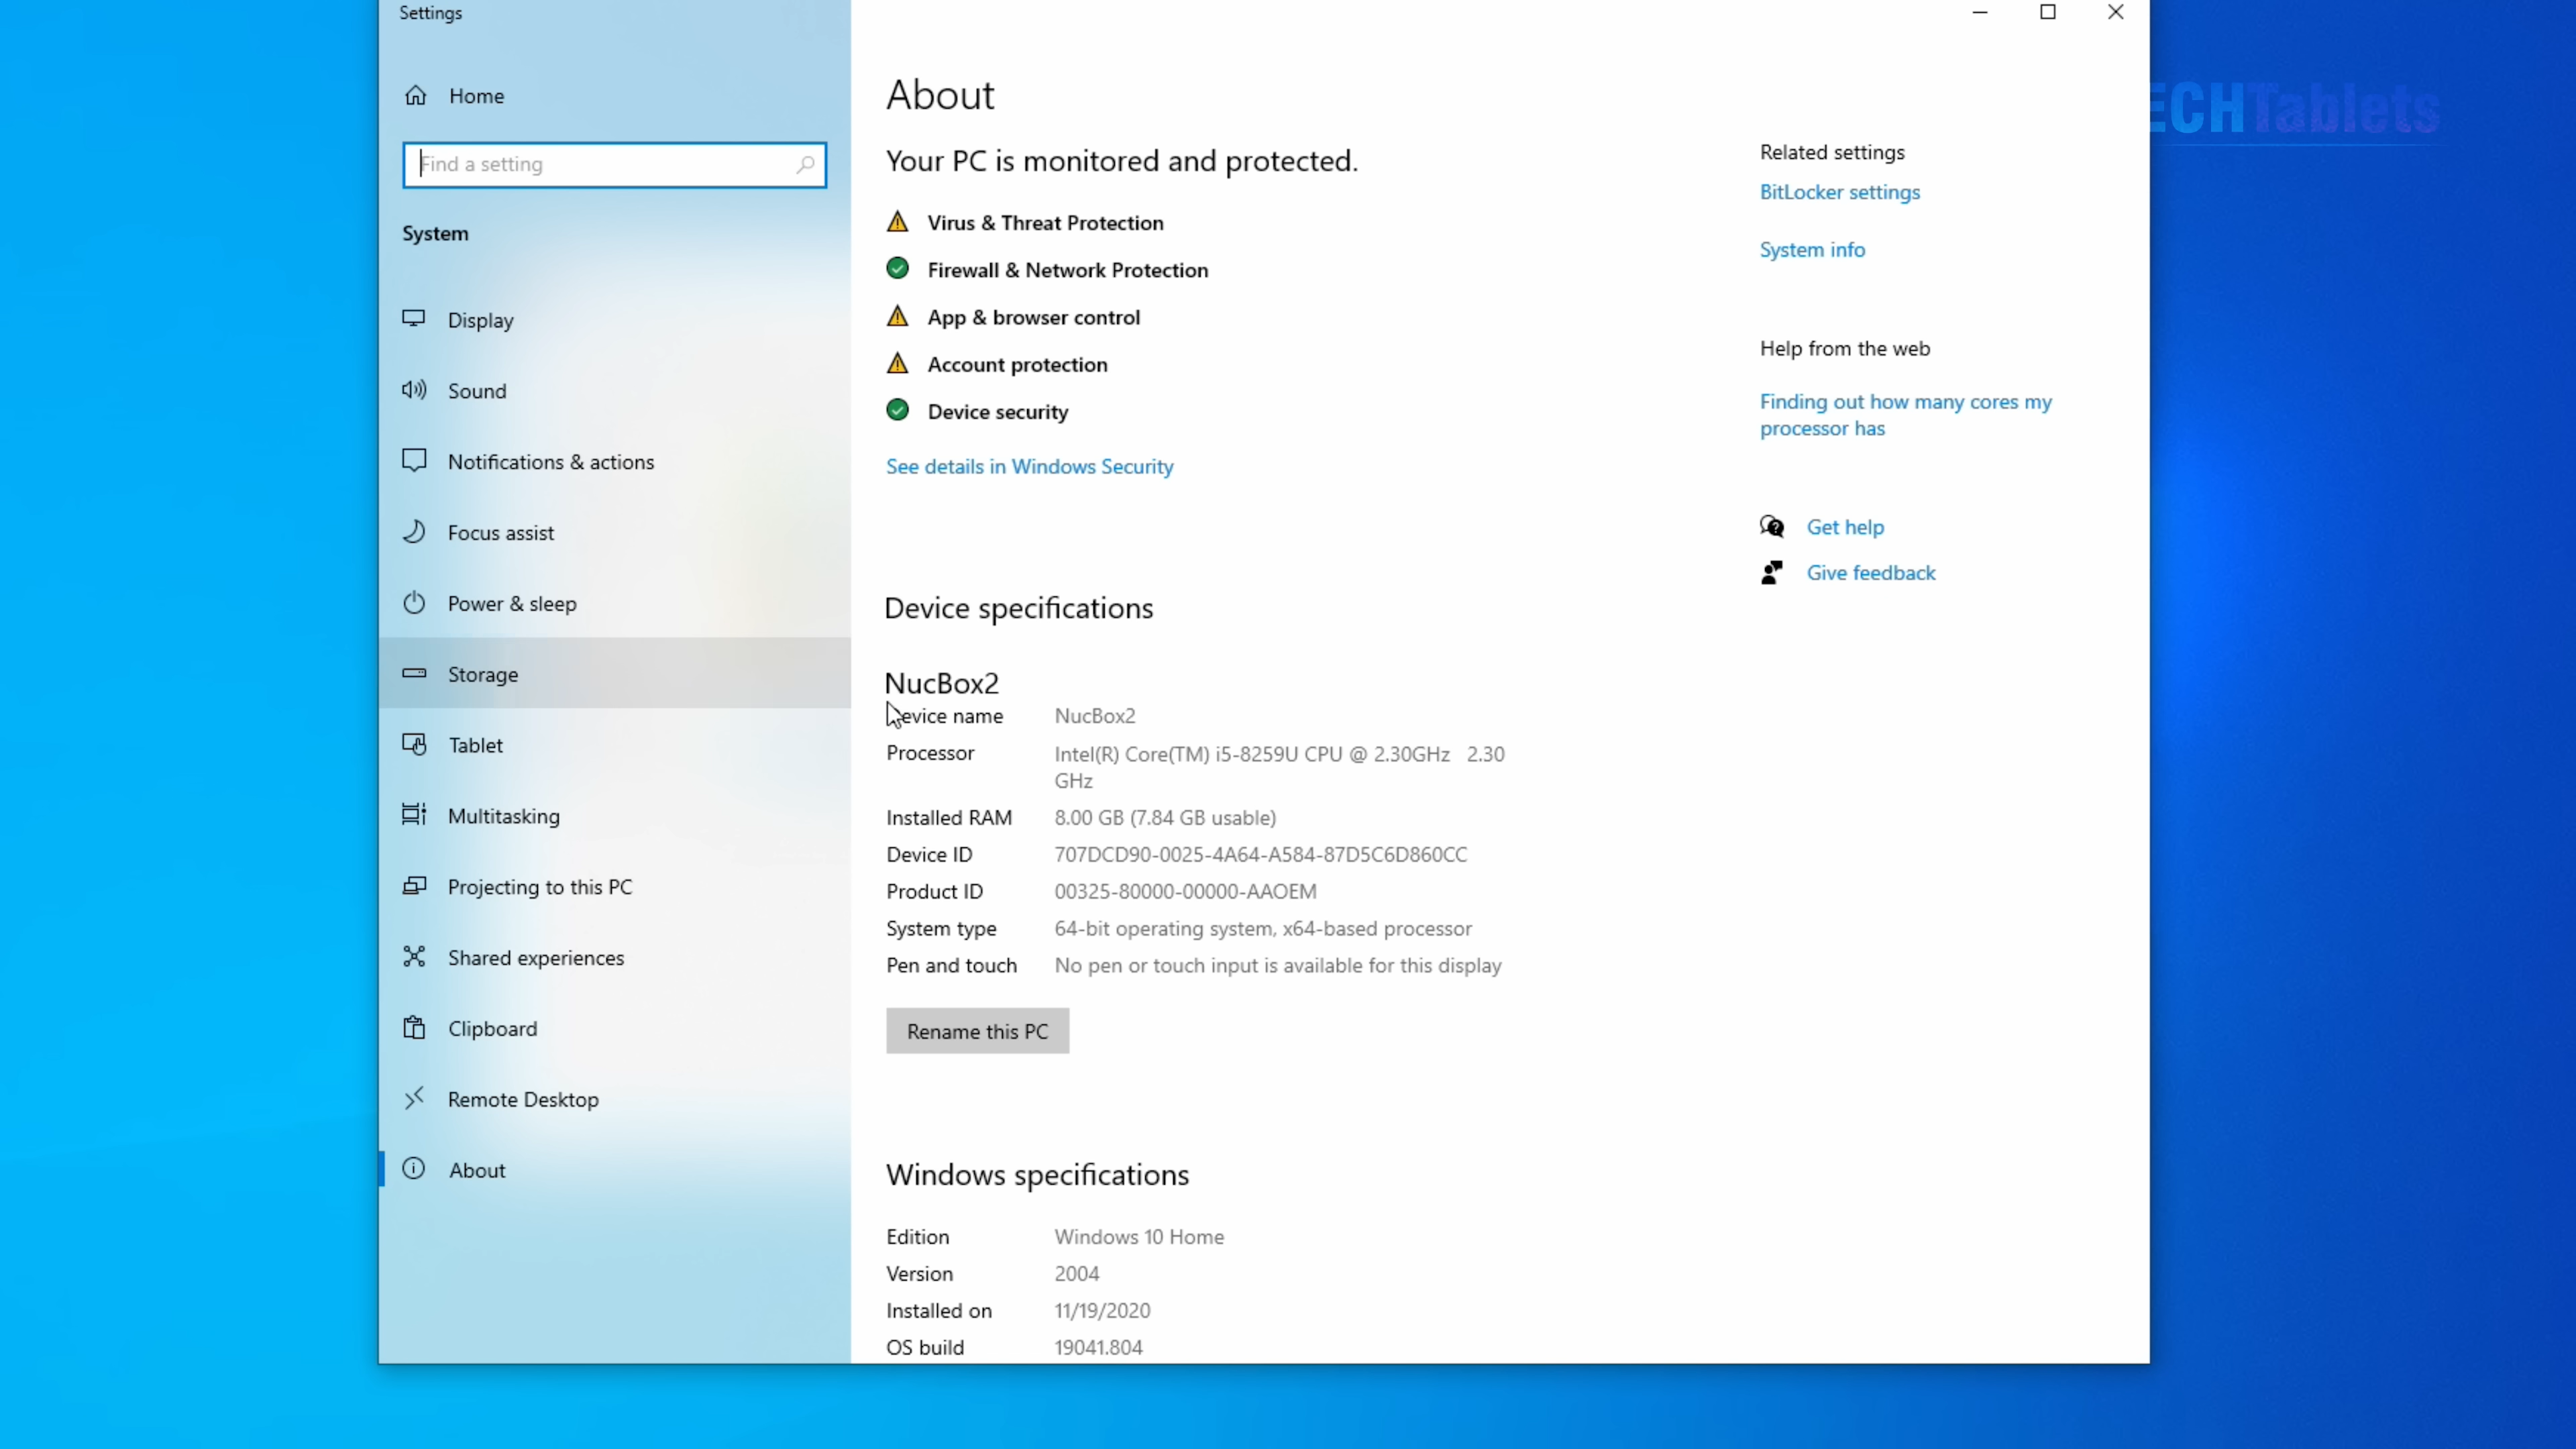 Settings
Home
Find a setting
System
Display
Sound
Notifications & actions
Focus assist
Power & sleep
Storage
Tablet
Multitasking
Projecting to this PC
Shared experiences
Clipboard
Remote Desktop
About
About
Your PC is monitored and protected.
Virus & Threat Protection
Firewall & Network Protection
App & browser control
Account protection
Device security
See details in Windows Security
Device specifications
NucBox2
Device name NucBox2
Processor Intel(R) Core(TM) i5-8259U CPU @ 2.30GHz 2.30
GHz
Installed RAM 8.00 GB (7.84 GB usable)
Device ID 707DCD90-0025-4A64-A584-87D5C6D860CC
Product ID 00325-80000-00000-AAOEM
System type 64-bit operating system, x64-based processor
Pen and touch No pen or touch input is available for this display
Rename this PC
Windows specifications
Edition Windows 10 Home
Version 2004
Installed on 11/19/2020
OS build 19041.804
Related settings
BitLocker settings
System info
Help from the web
Finding out how many cores my
processor has
Get help
Give feedback
ECHTablets